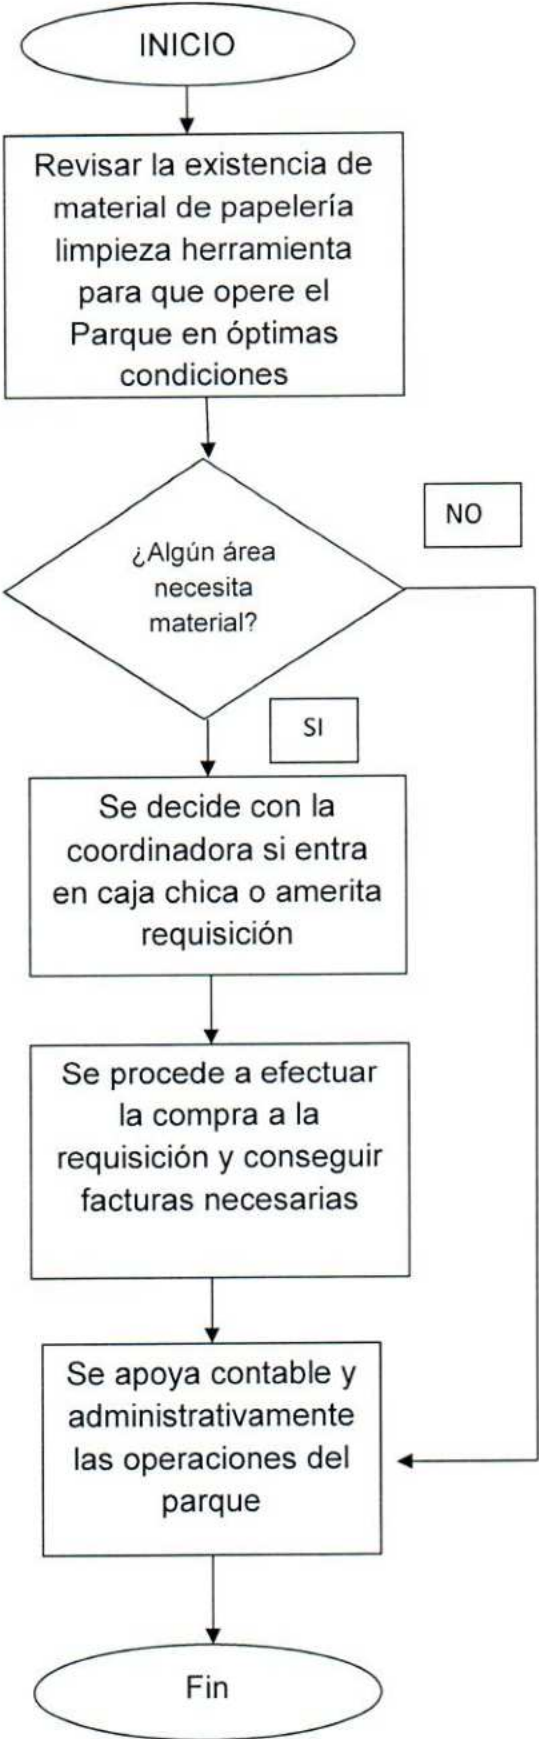 INICIO
Revisar la existencia de
material de papelería
limpieza herramienta
para que opere el
Parque en óptimas
condiciones
NO
¿Algún área
necesita
material?
SI
Se decide con la
coordinadora si entra
en caja chica o amerita
requisición
Se procede a efectuar
la compra a la
requisición y conseguir
facturas necesarias
Se apoya contable y
administrativamente
las operaciones del
parque
Fin